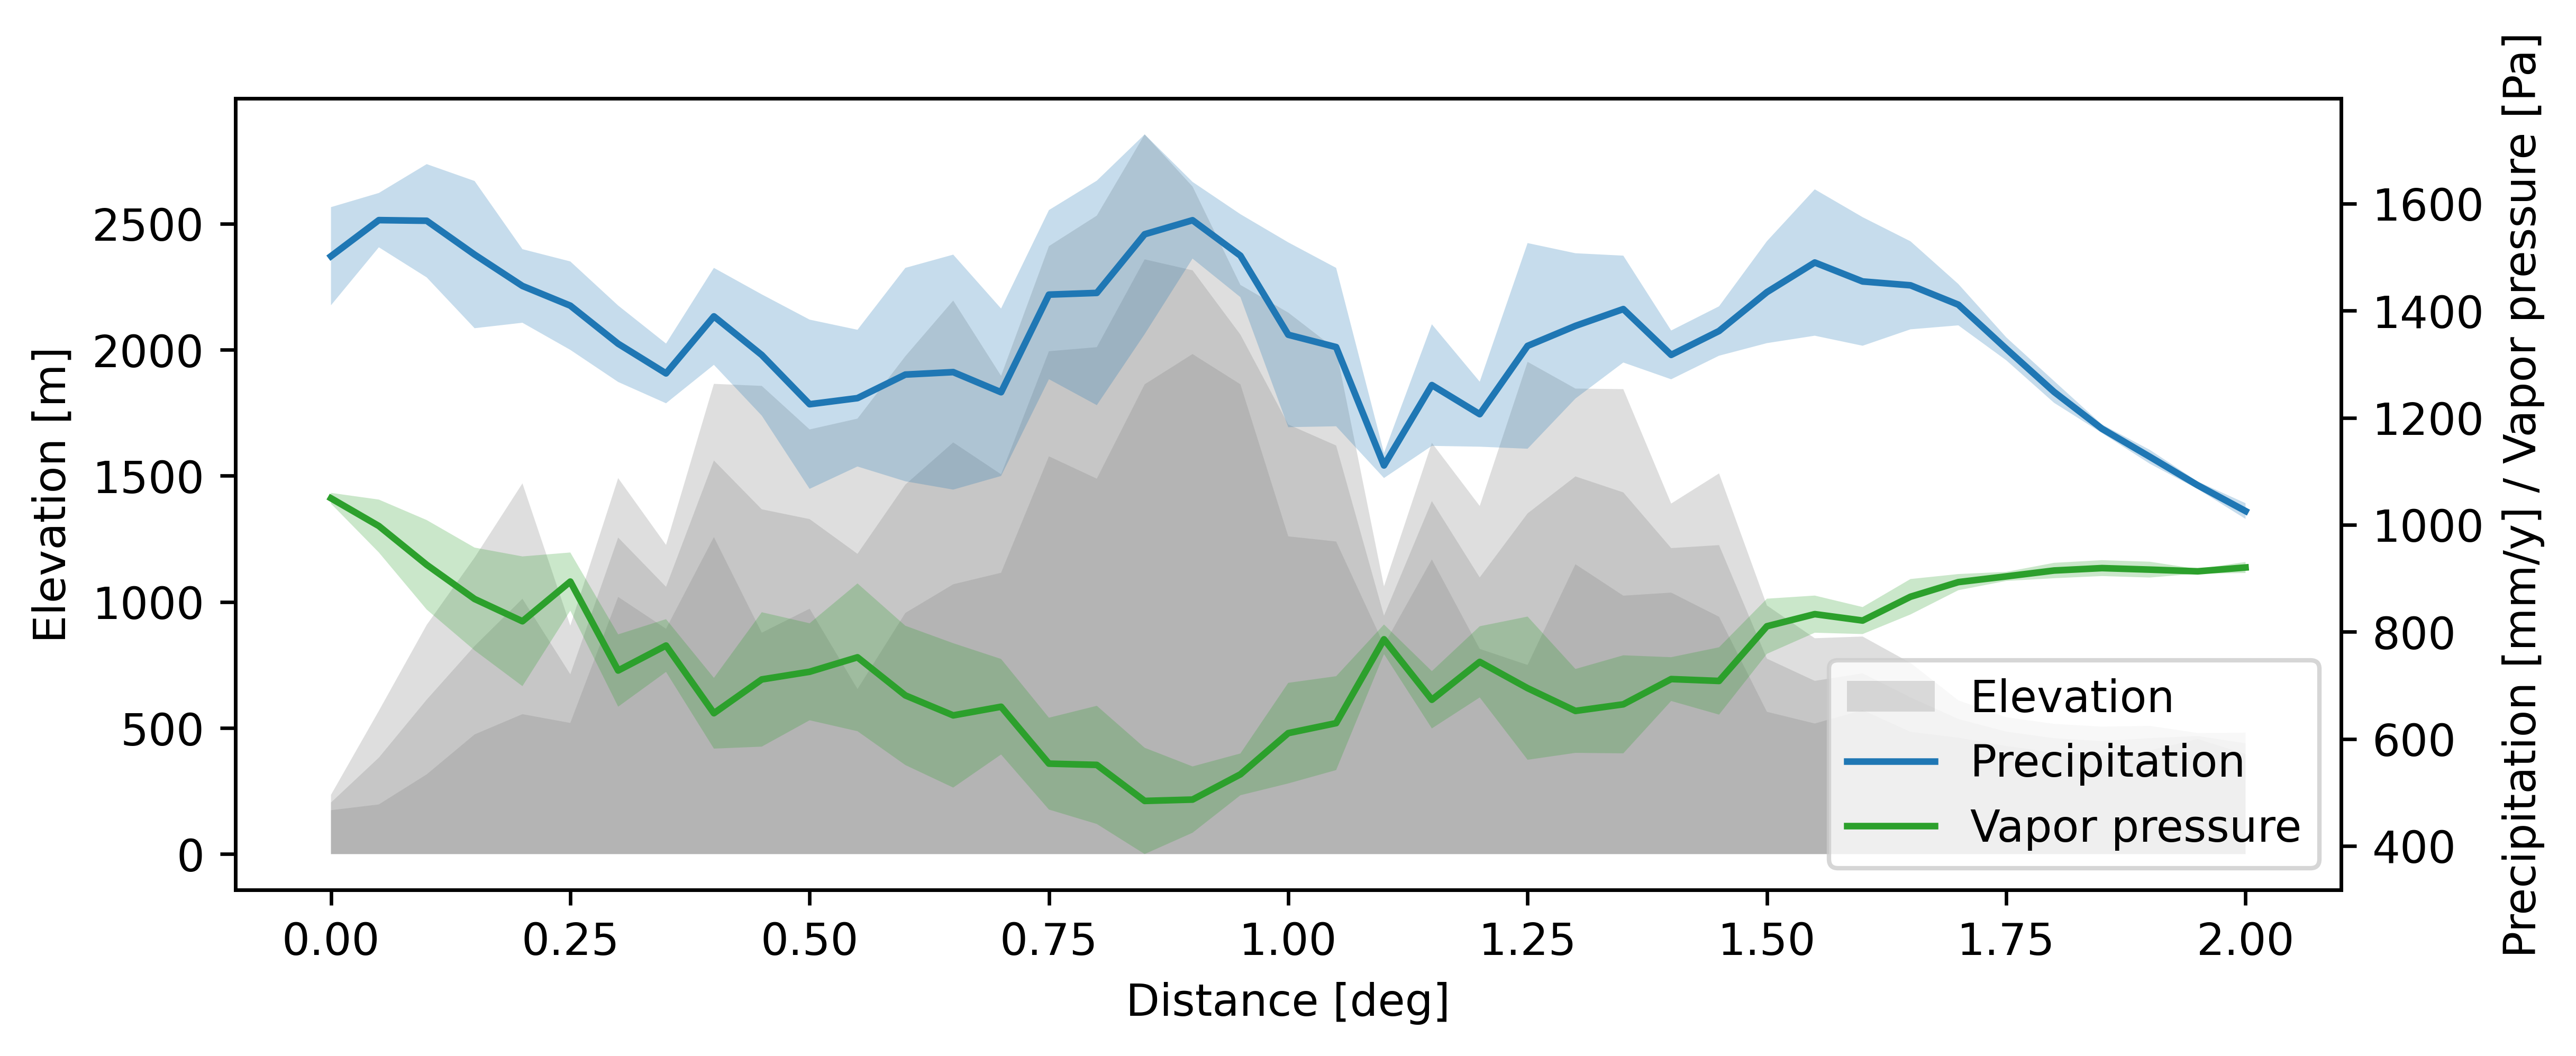 Elevation [m]
2500
2000
1500
1000
500
0
Precipitation [mm/y] / Vapor pressure [Pa]
1600
1400
1200
1000
800
600
400
Elevation
Precipitation
Vapor pressure
0.00 0.25 0.50 0.75 1.00 1.25 1.50 1.75 2.00
Distance [deg]